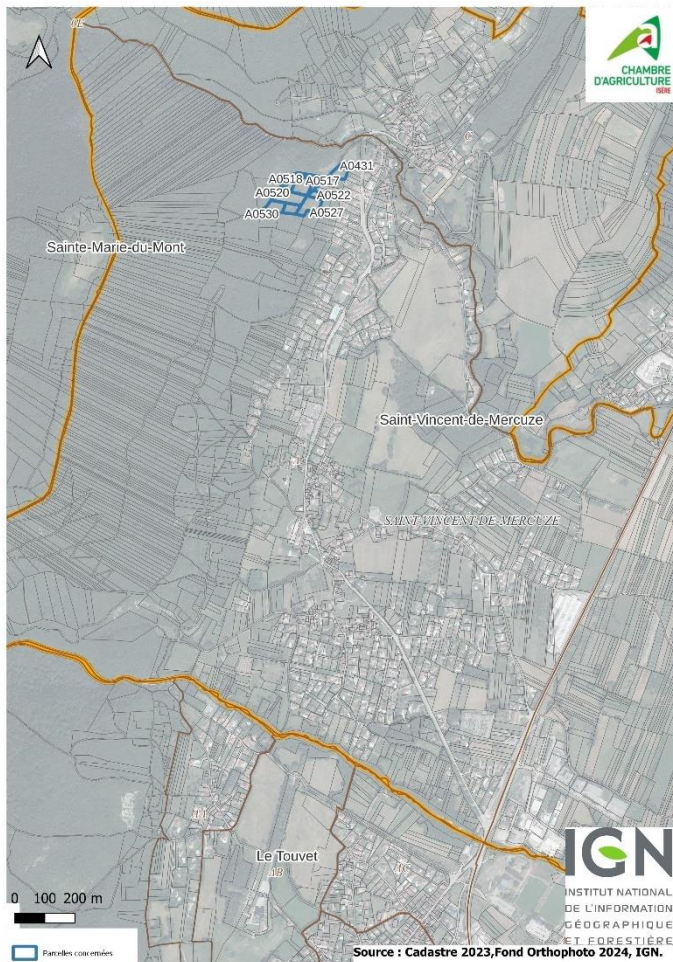 CHAMBRE
D'AGRICULTURE
ISÈRE
A0431
A0518 A0517
A0520 A0522
A0530 A0527
Sainte-Marie-du-Mont
Saint-Vincent-de-Mercuze
SAINT-VINCENT-DE-MERCUZE
Le Touvet
0 100 200 m
IGN
INSTITUT NATIONAL
DE L'INFORMATION
GÉOGRAPHIQUE
ET FORESTIÈRE
Parcelles concernées
Source : Cadastre 2023,Fond Orthophoto 2024, IGN.